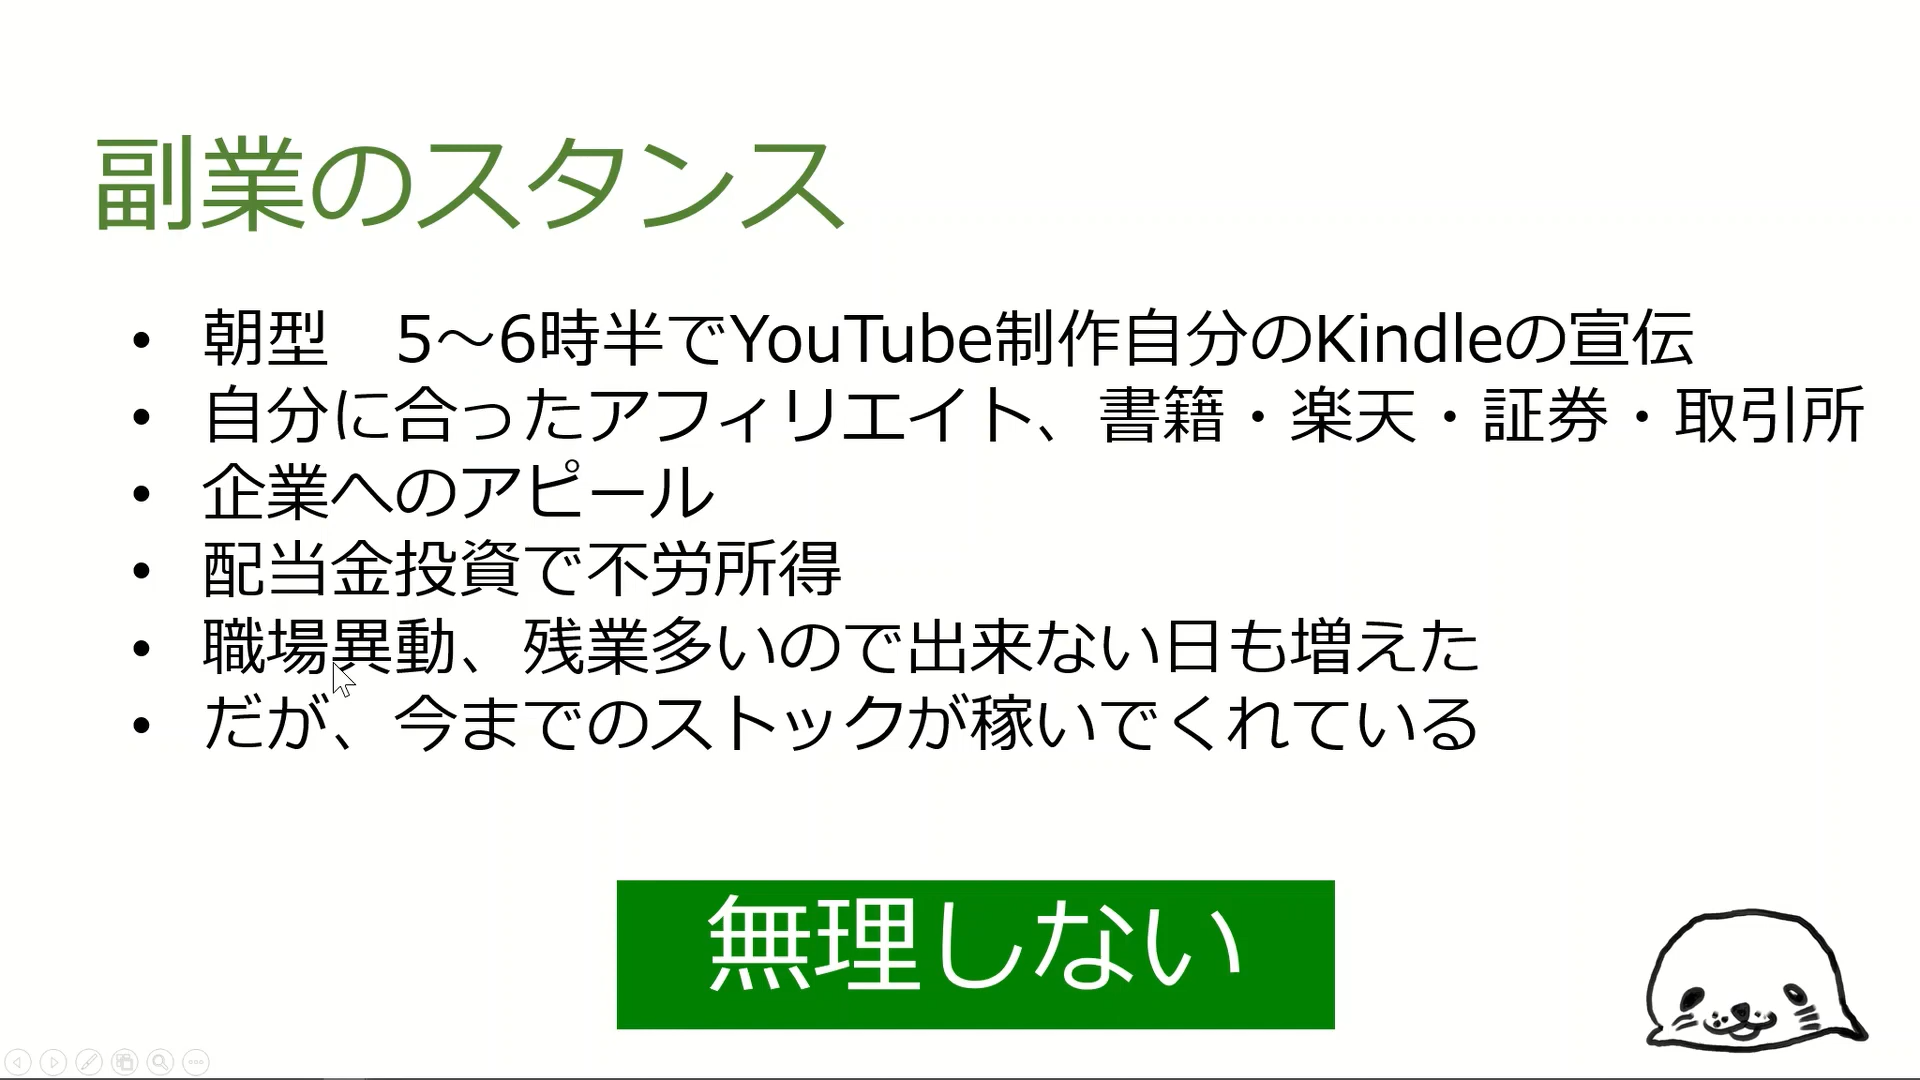 副業のスタンス
• 朝型　5～6時半でYouTube制作自分のKindleの宣伝
• 自分に合ったアフィリエイト、書籍・楽天・証券・取引所
• 企業へのアピール
• 配当金投資で不労所得
• 職場異動、残業多いので出来ない日も増えた
• だが、今までのストックが稼いでくれている
無理しない